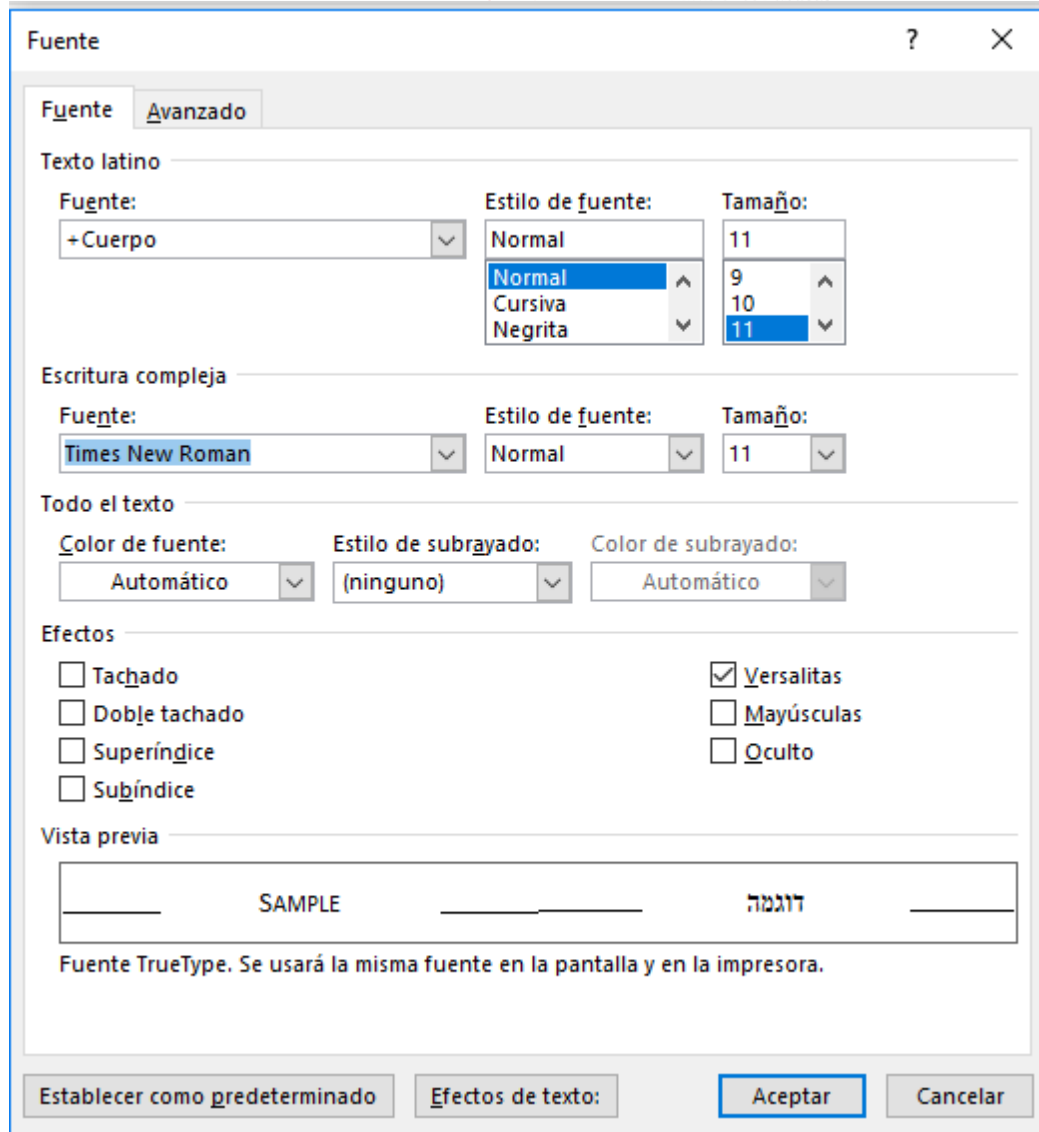 Fuente ?
Fuente Avanzado
Texto latino
Fuente: Estilo de fuente: Tamaño:
+Cuerpo Normal 11
Normal 9
Cursiva 10
Negrita 11
Escritura compleja
Fuente: Estilo de fuente: Tamaño:
Times New Roman Normal 11
Todo el texto
Color de fuente: Estilo de subrayado: Color de subrayado:
Automático (ninguno) Automático
Efectos
Tachado Versalitas
Doble tachado Mayúsculas
Superíndice Oculto
Subíndice
Vista previa
SAMPLE דוגמה
Fuente TrueType. Se usará la misma fuente en la pantalla y en la impresora.
Establecer como predeterminado Efectos de texto: Aceptar Cancelar